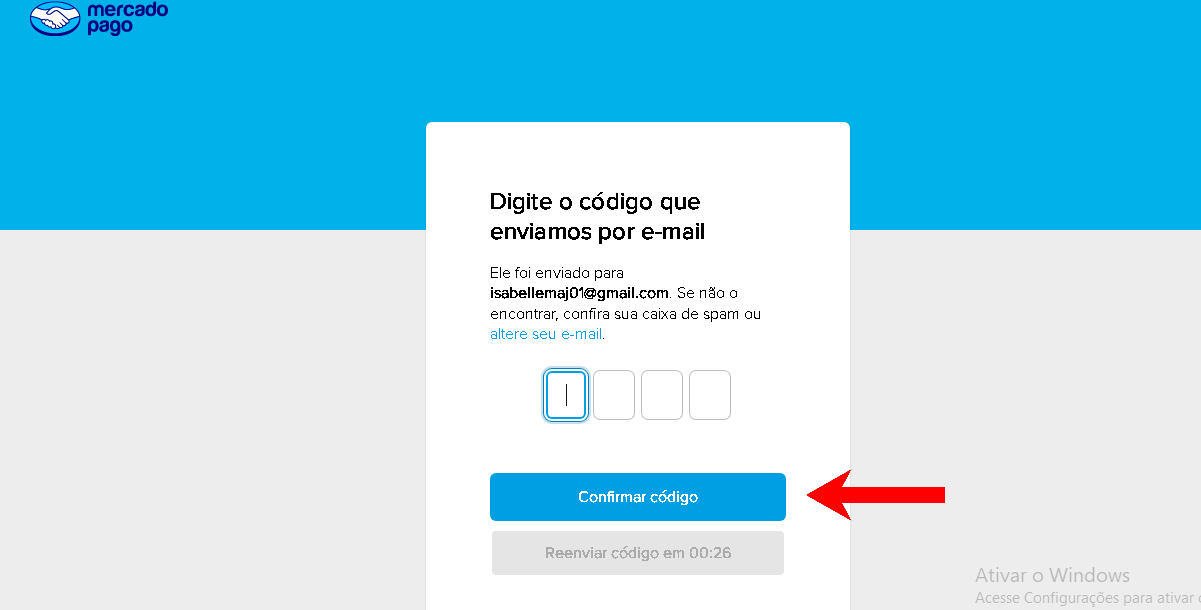 mercado
pago
Digite o código que
enviamos por e-mail
Ele foi enviado para
isabellemaj01@gmail.com. Se não o
encontrar, confira sua caixa de spam ou
altere seu e-mail.
Confirmar código
Reenviar código em 00:26
Ativar o Windows
Acesse Configurações para ativar